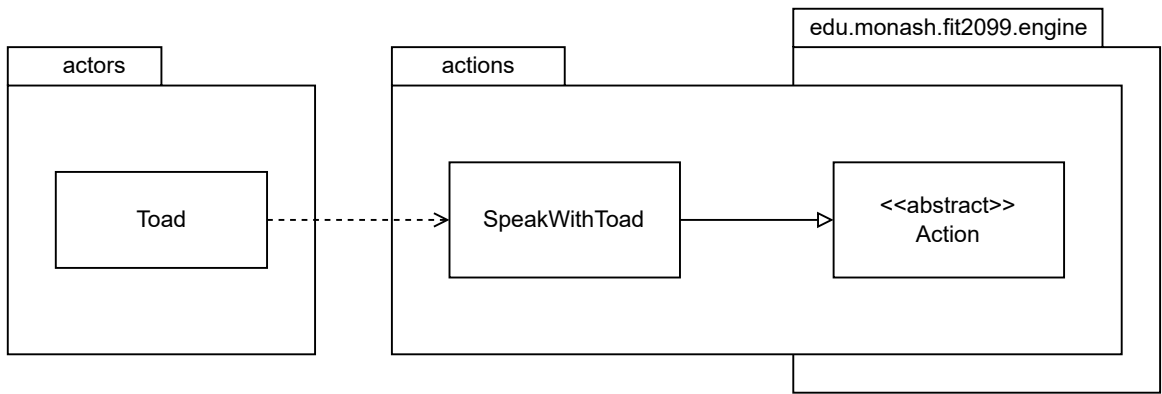 edu.monash.fit2099.engine
actors
actions
Toad
SpeakWithToad
<<abstract>>
Action